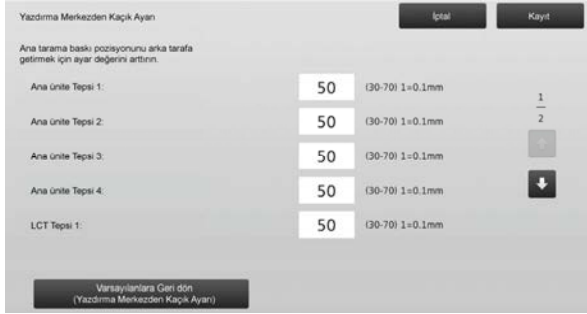 Yazdırma Merkezden Kaçık Ayarı
İptal
Kayıt
Ana tarama baskı pozisyonunu arka tarafa
getirmek için ayar değerini arttırın.
Ana ünite Tepsi 1: 50 (30-70) 1=0.1mm
Ana ünite Tepsi 2: 50 (30-70) 1=0.1mm
Ana ünite Tepsi 3: 50 (30-70) 1=0.1mm
Ana ünite Tepsi 4: 50 (30-70) 1=0.1mm
LCT Tepsi 1: 50 (30-70) 1=0.1mm
1
2
Varsayılanlara Geri dön
(Yazdırma Merkezden Kaçık Ayarı)